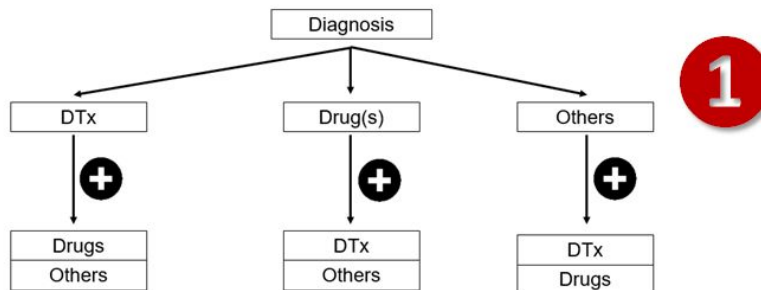 Diagnosis
1
DTx
Drug(s)
Others
Drugs
Others
DTx
Others
DTx
Drugs